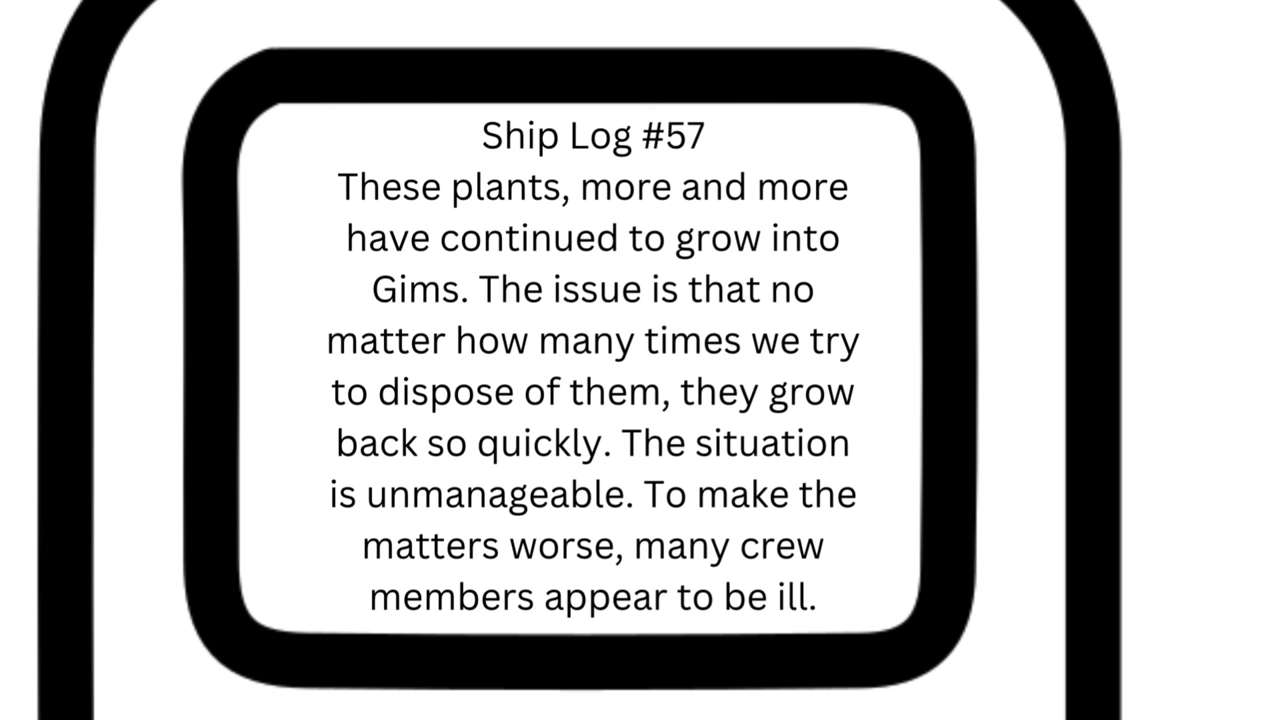 Ship Log #57
These plants, more and more
have continued to grow into
Gims. The issue is that no
matter how many times we try
to dispose of them, they grow
back so quickly. The situation
is unmanageable. To make the
matters worse, many crew
members appear to be ill.